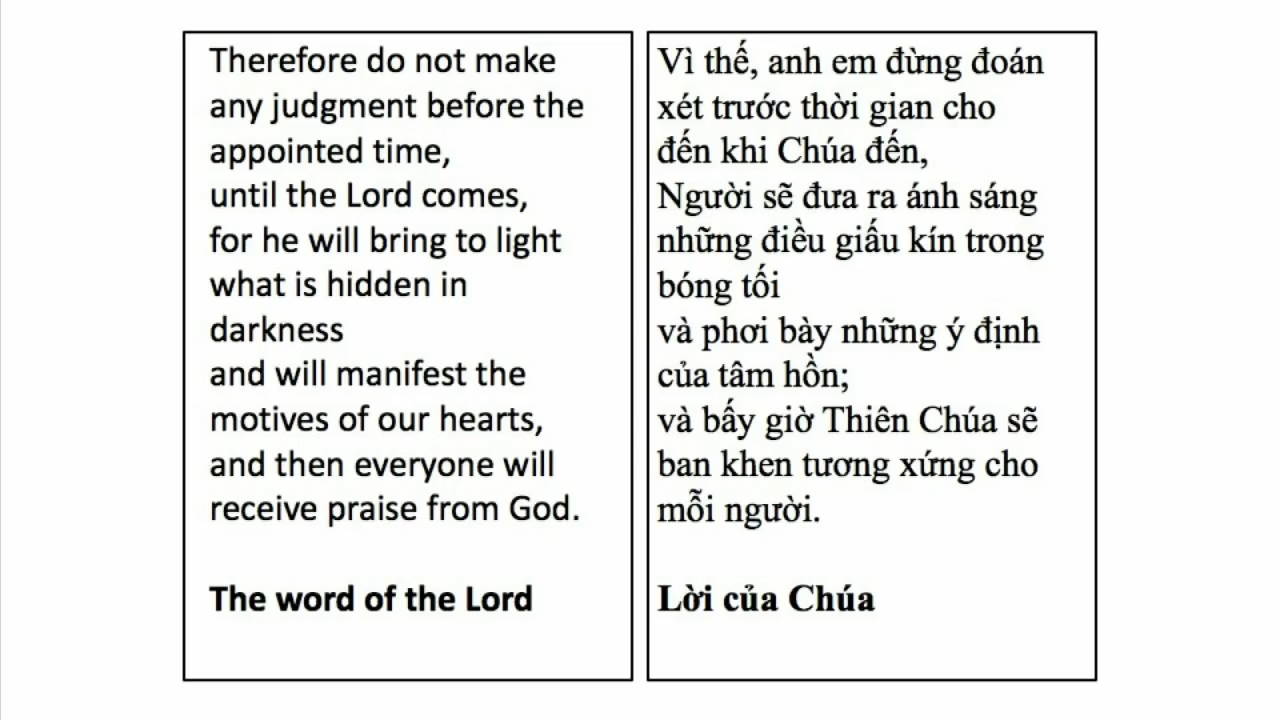 Therefore do not make
any judgment before the
appointed time,
until the Lord comes,
for he will bring to light
what is hidden in
darkness
and will manifest the
motives of our hearts,
and then everyone will
receive praise from God.
The word of the Lord
Vì thế, anh em đừng đoán
xét trước thời gian cho
đến khi Chúa đến,
Người sẽ đưa ra ánh sáng
những điều giấu kín trong
bóng tối
và phơi bày những ý định
của tâm hồn;
và bấy giờ Thiên Chúa sẽ
ban khen tương xứng cho
mỗi người.
Lời của Chúa